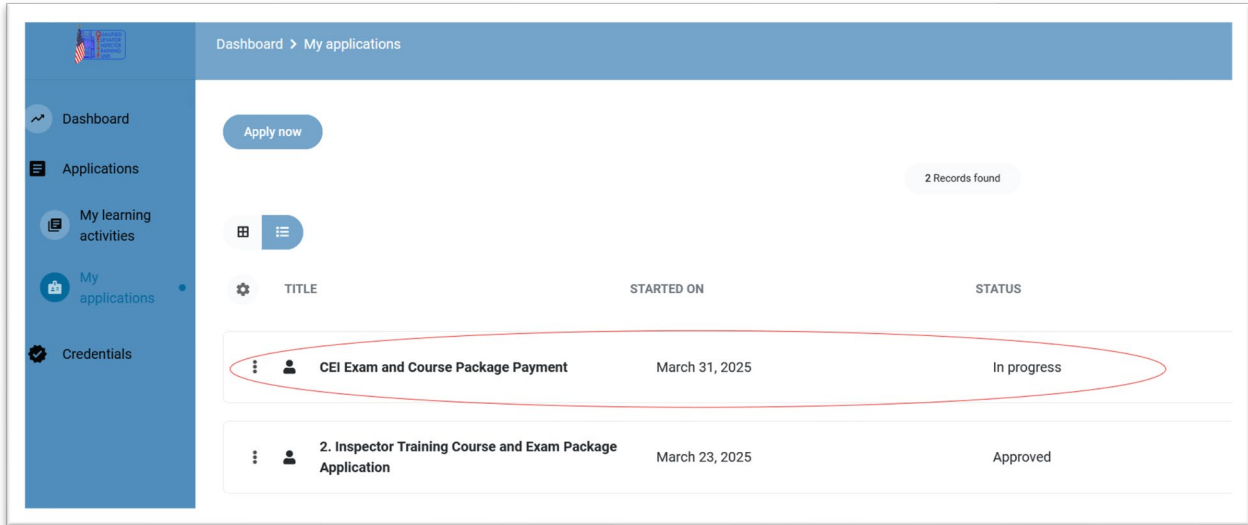 Dashboard > My applications
Dashboard
Applications
My learning
activities
My
applications
Credentials
Apply now
2 Records found
TITLE STARTED ON STATUS
CEI Exam and Course Package Payment March 31, 2025 In progress
2. Inspector Training Course and Exam Package
Application March 23, 2025 Approved